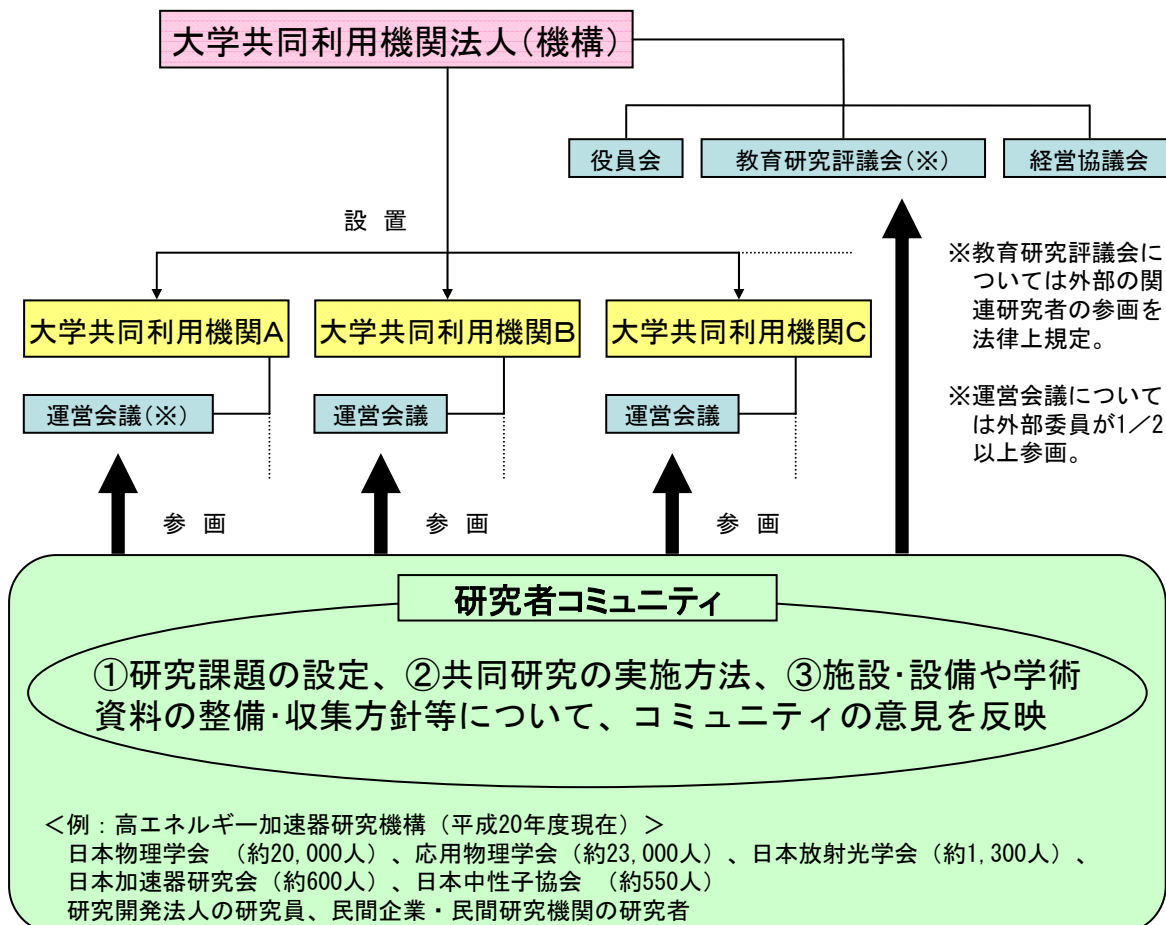 大学共同利用機関法人(機構)
役員会
教育研究評議会(※)
経営協議会
設 置
※教育研究評議会に
ついては外部の関
連研究者の参画を
法律上規定。
大学共同利用機関A
大学共同利用機関B
大学共同利用機関C
運営会議(※)
運営会議
運営会議
※運営会議について
は外部委員が1/2
以上参画。
参 画
参 画
参 画
研究者コミュニティ
①研究課題の設定、②共同研究の実施方法、③施設・設備や学術
資料の整備・収集方針等について、コミュニティの意見を反映
<例:高エネルギー加速器研究機構(平成20年度現在)>
日本物理学会 (約20,000人)、応用物理学会(約23,000人)、日本放射光学会(約1,300人)、
日本加速器研究会(約600人)、日本中性子協会 (約550人)
研究開発法人の研究員、民間企業・民間研究機関の研究者